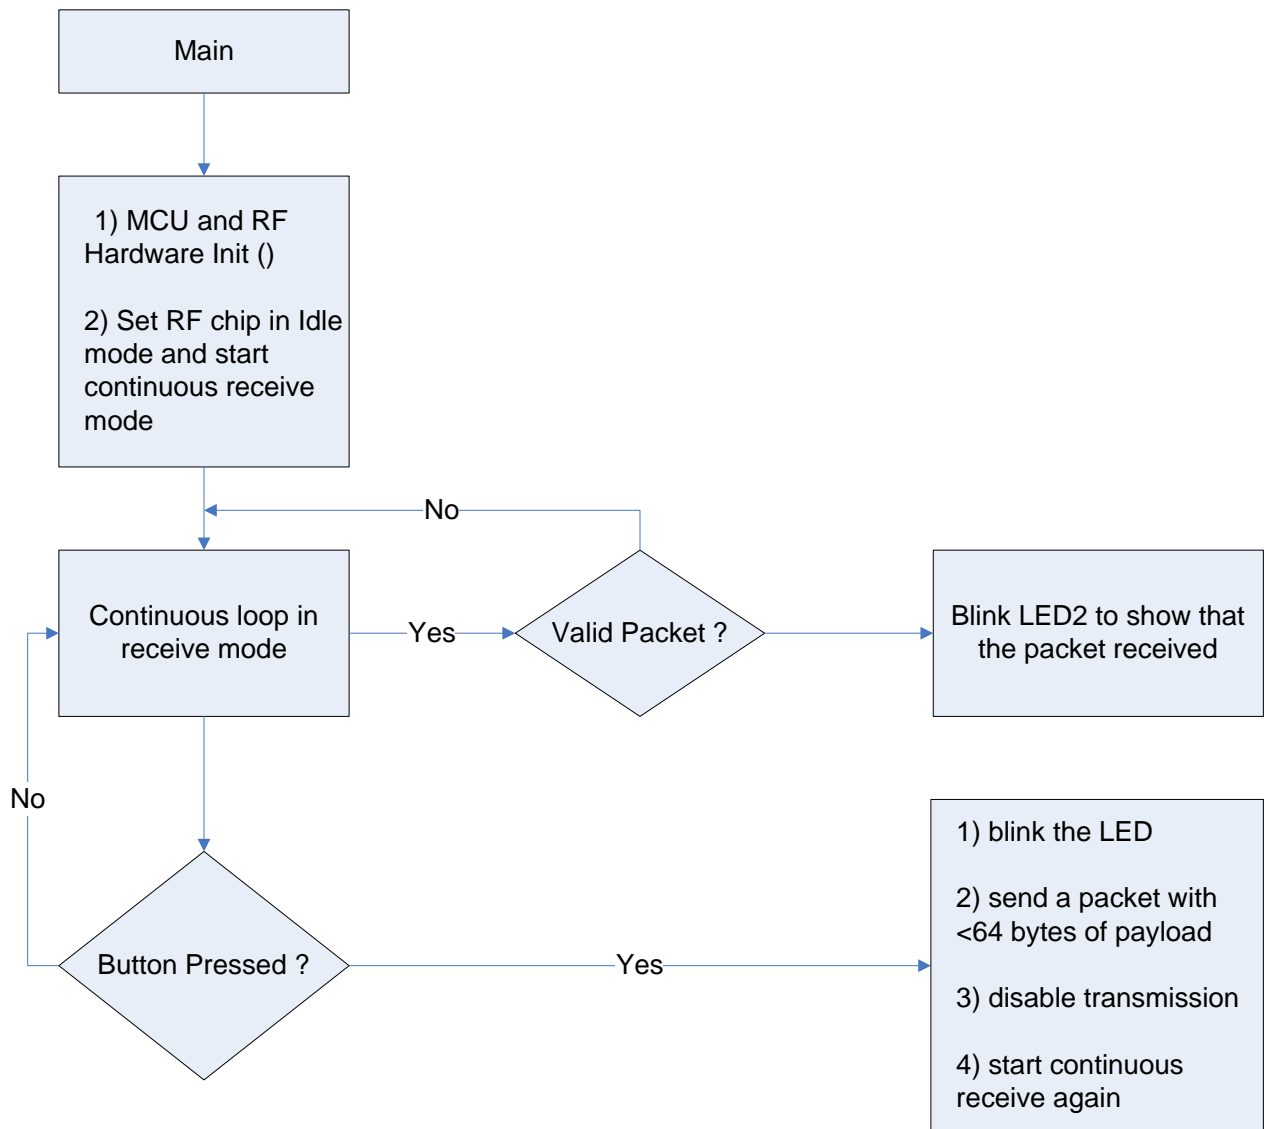 Main
1) MCU and RF
Hardware Init ()
2) Set RF chip in Idle
mode and start
continuous receive
mode
No
Continuous loop in
receive mode
Yes
Valid Packet ?
Blink LED2 to show that
the packet received
No
Button Pressed ?
Yes
1) blink the LED
2) send a packet with
<64 bytes of payload
3) disable transmission
4) start continuous
receive again